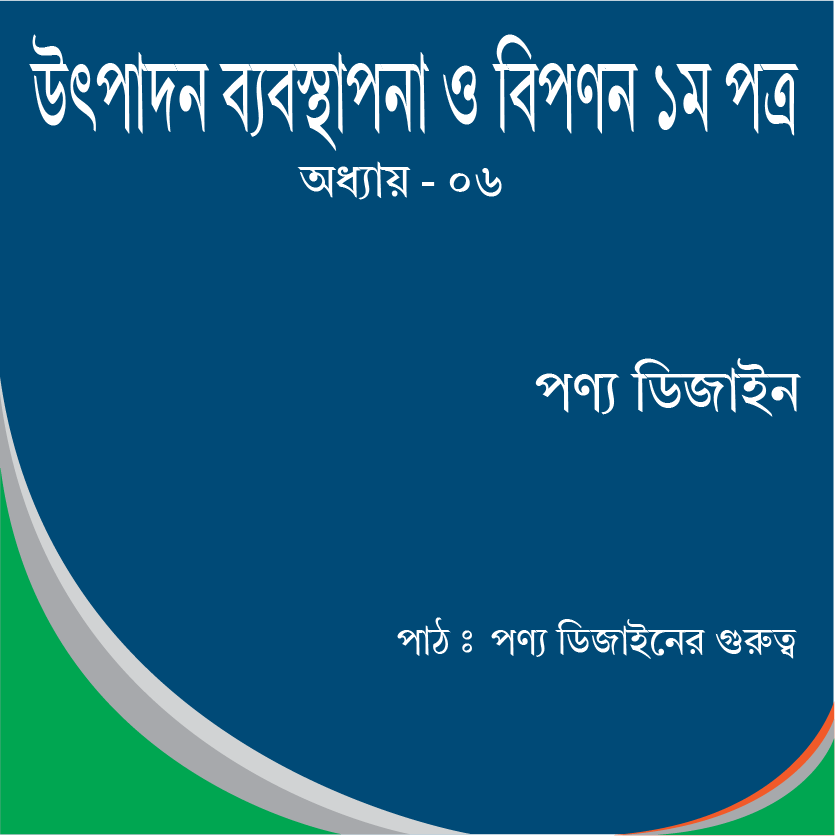 উৎপাদন ব্যবস্থাপনা ও বিপণন ১ম পত্র
অধ্যায় - ০৬
পণ্য ডিজাইন
পাঠ ঃ পণ্য ডিজাইনের গুরুত্ব